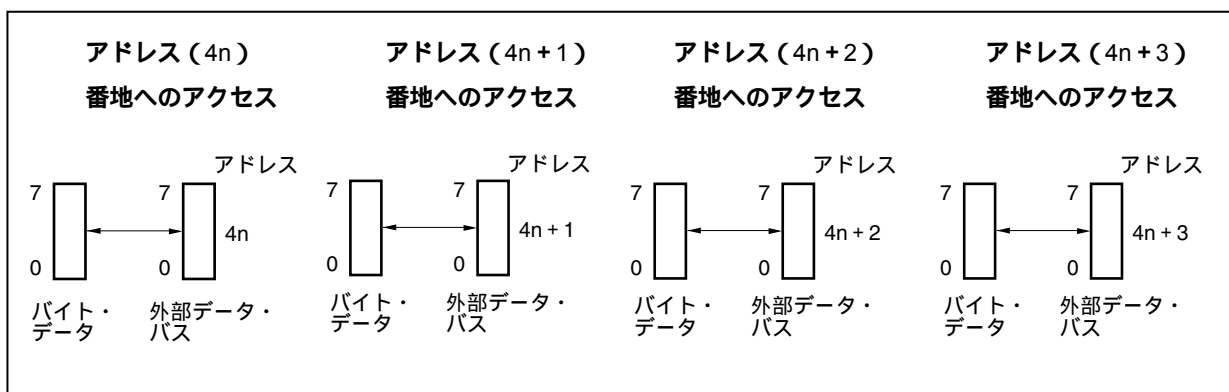 アドレス（4n）
番地へのアクセス
7
0
バイト・
データ
アドレス
7
4n
0
外部データ・
バス
アドレス（4n＋1）
番地へのアクセス
7
0
バイト・
データ
アドレス
7
4n＋1
0
外部データ・
バス
アドレス（4n＋2）
番地へのアクセス
7
0
バイト・
データ
アドレス
7
4n＋2
0
外部データ・
バス
アドレス（4n＋3）
番地へのアクセス
7
0
バイト・
データ
アドレス
7
4n＋3
0
外部データ・
バス